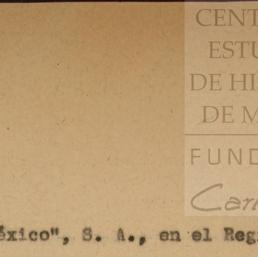 CENT
ESTU
DE HI
DE M
FUND
Car
éxico", S. A., en el Reg